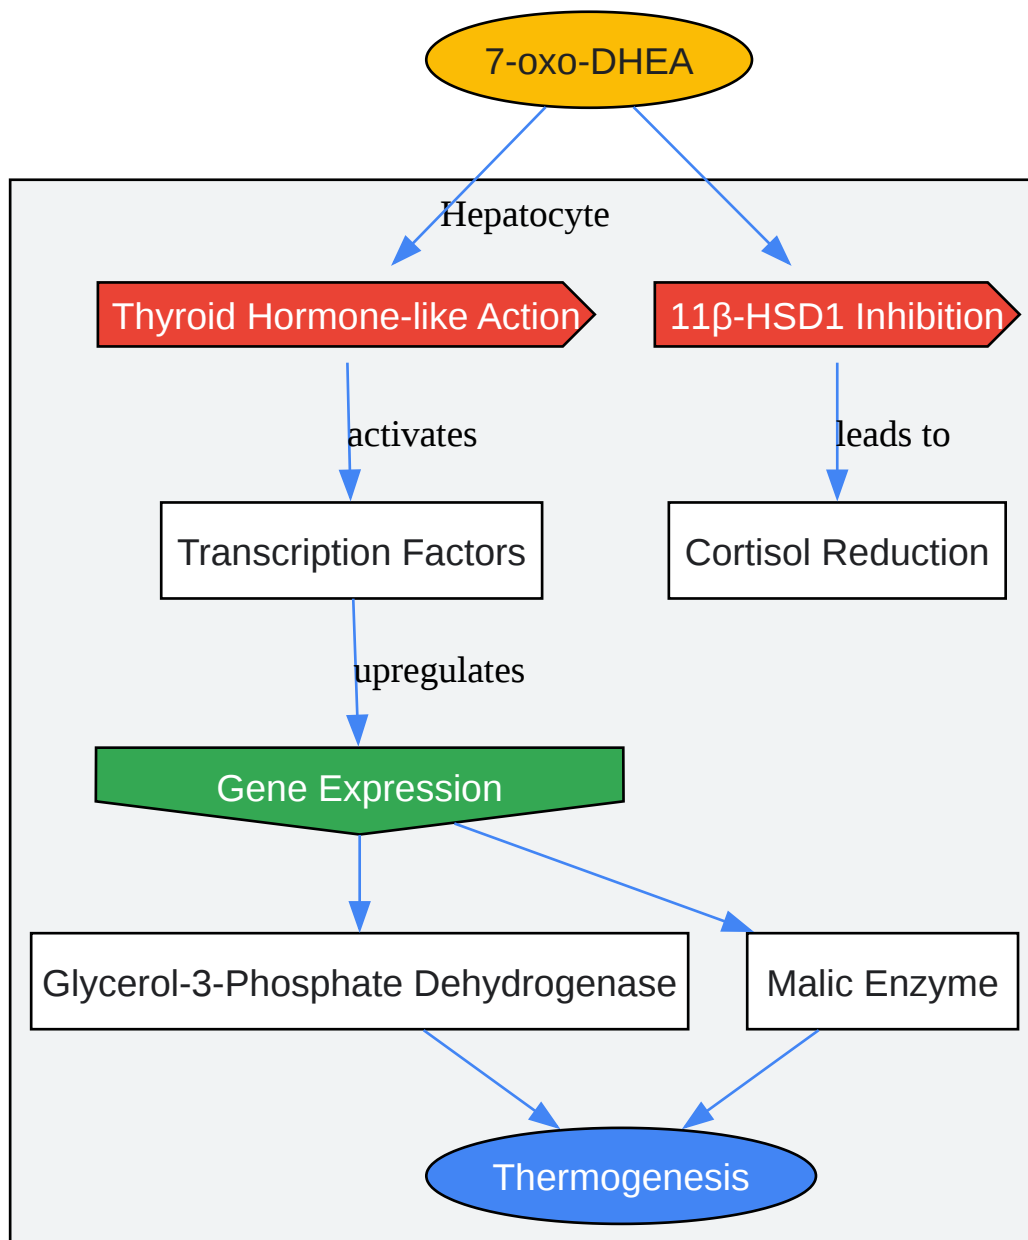 7-oxo-DHEA
Hepatocyte
Thyroid Hormone-like Action
11β-HSD1 Inhibition
activates
leads to
Transcription Factors
Cortisol Reduction
upregulates
Gene Expression
Glycerol-3-Phosphate Dehydrogenase
Malic Enzyme
Thermogenesis